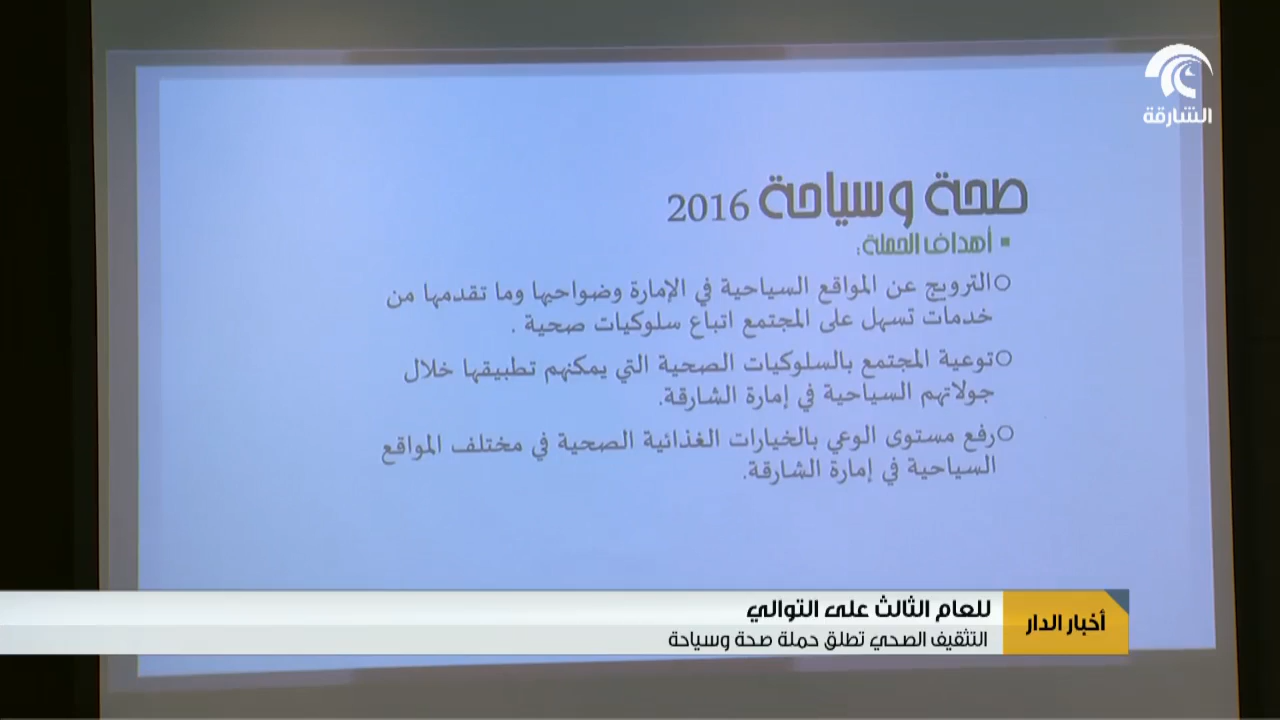 الشارقة
صحة وسياحة 2016
▪ أهداف الحملة:
○الترويج عن المواقع السياحية في الإمارة وضواحيها وما تقدمها من
خدمات تسهل على المجتمع اتباع سلوكيات صحية .
○توعية المجتمع بالسلوكيات الصحية التي يمكنهم تطبيقها خلال
جولاتهم السياحية في إمارة الشارقة.
○رفع مستوى الوعي بالخيارات الغذائية الصحية في مختلف المواقع
السياحية في إمارة الشارقة.
أخبار الدار
للعام الثالث على التوالي
التثقيف الصحي تطلق حملة صحة وسياحة